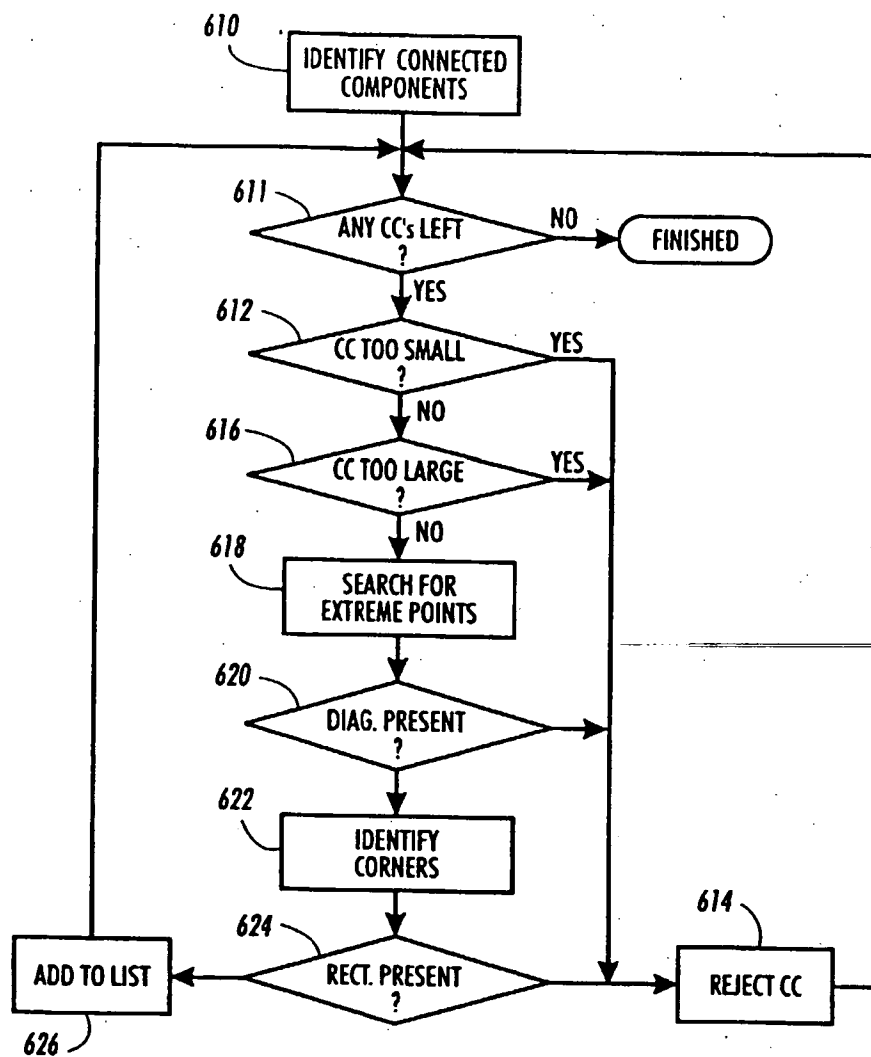 610
IDENTIFY CONNECTED
COMPONENTS
611
ANY CC's LEFT
?
NO
FINISHED
YES
612
CC TOO SMALL
?
YES
NO
616
CC TOO LARGE
?
YES
NO
618
SEARCH FOR
EXTREME POINTS
620
DIAG. PRESENT
?
622
IDENTIFY
CORNERS
624
RECT. PRESENT
?
ADD TO LIST
626
614
REJECT CC